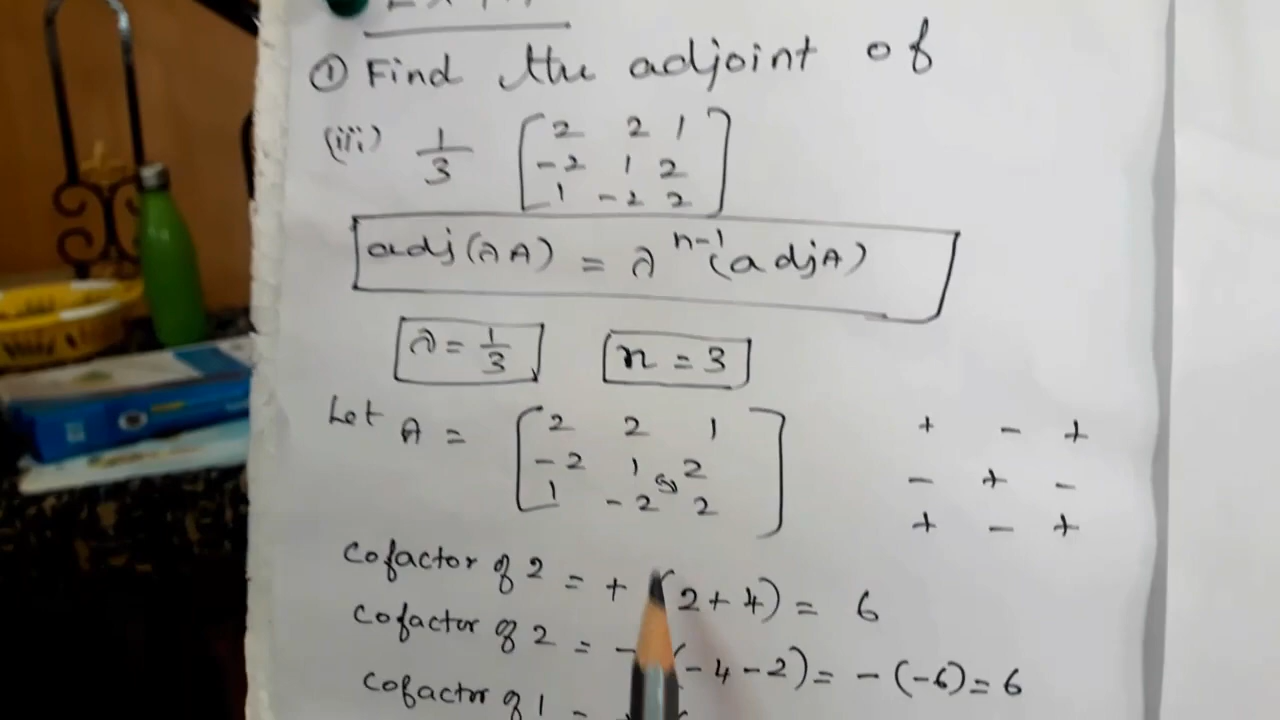 ① Find the adjoint of
(iii) 1/3 [2 2 1
-2 1 2
1 -2 2]
adj(λA) = λ^(n-1) (adjA)
λ = 1/3 n = 3
Let A = [2 2 1 + - +
-2 1 2 - + -
1 -2 2] + - +
Cofactor of 2 = + (2+4) = 6
Cofactor of 2 = - (-4-2) = -(-6) = 6
Cofactor of 1 =